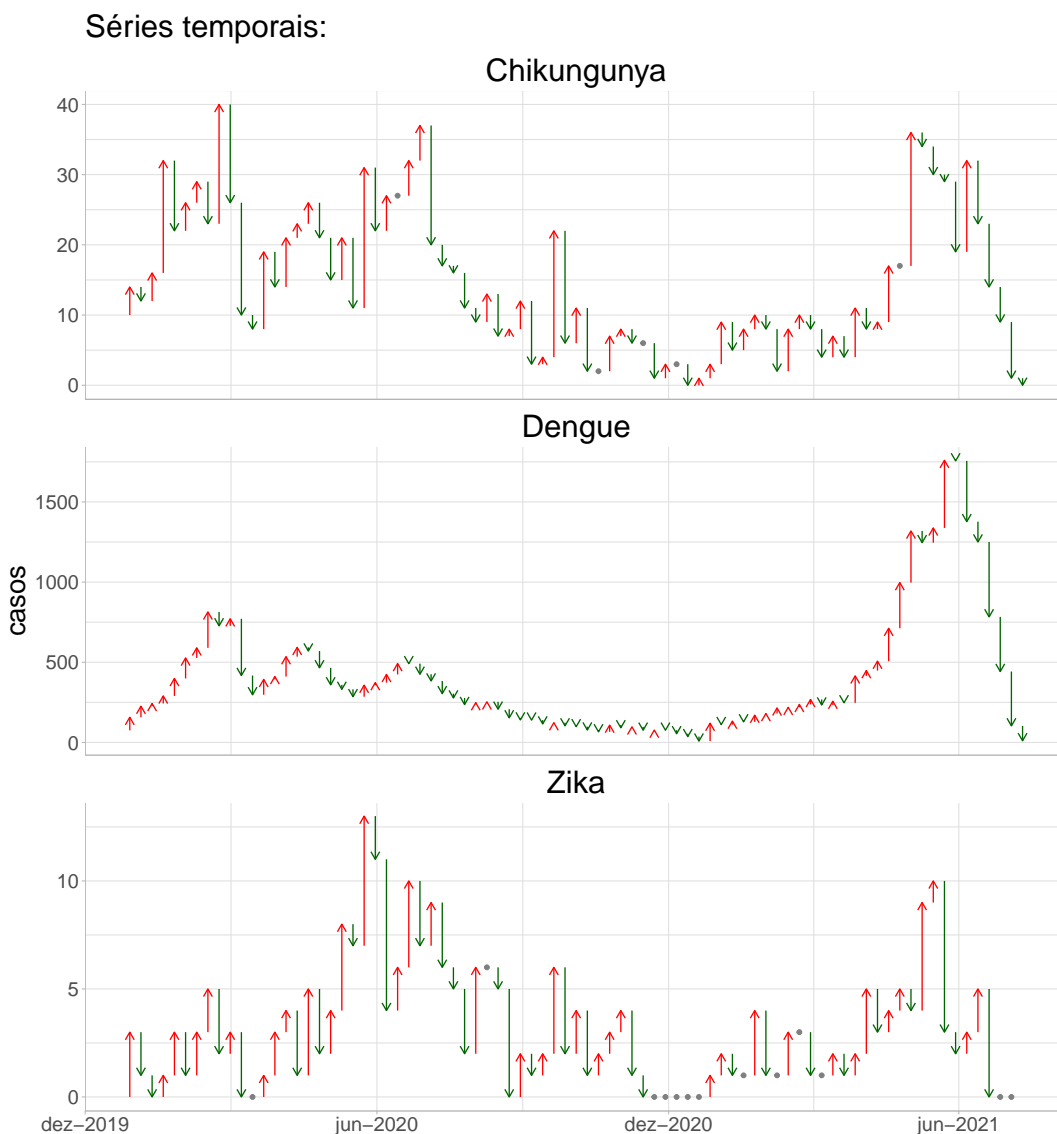 Séries temporais:
Chikungunya
40
30
20
10
0
Dengue
1500
1000
500
0
casos
Zika
10
5
0
dez−2019 jun−2020 dez−2020 jun−2021